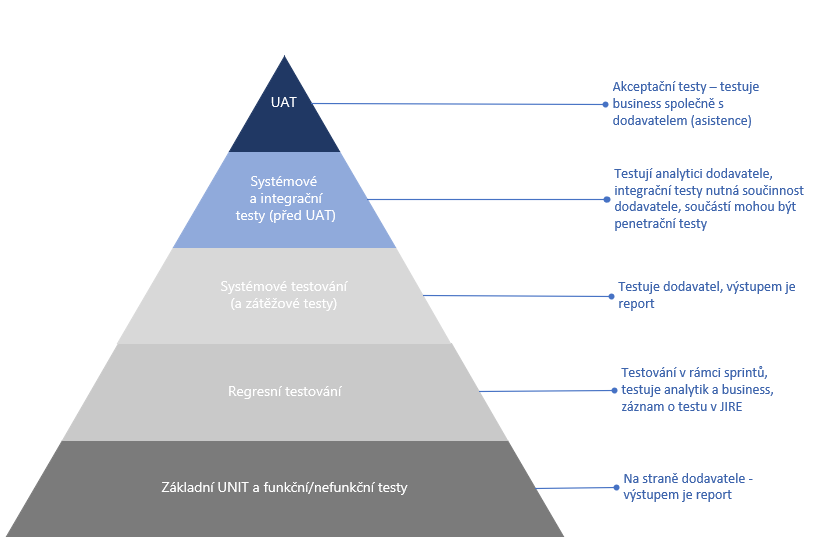 UAT
Akceptační testy – testuje
business společně s
dodavatelem (asistence)
Systémové
a integrační
testy (před UAT)
Testují analytici dodavatele,
integrační testy nutná součinnost
dodavatele, součástí mohou být
penetrační testy
Systémové testování
(a zátěžové testy)
Testuje dodavatel, výstupem je
report
Regresní testování
Testování v rámci sprintů,
testuje analytik a business,
záznam o testu v JIRE
Základní UNIT a funkční/nefunkční testy
Na straně dodavatele -
výstupem je report